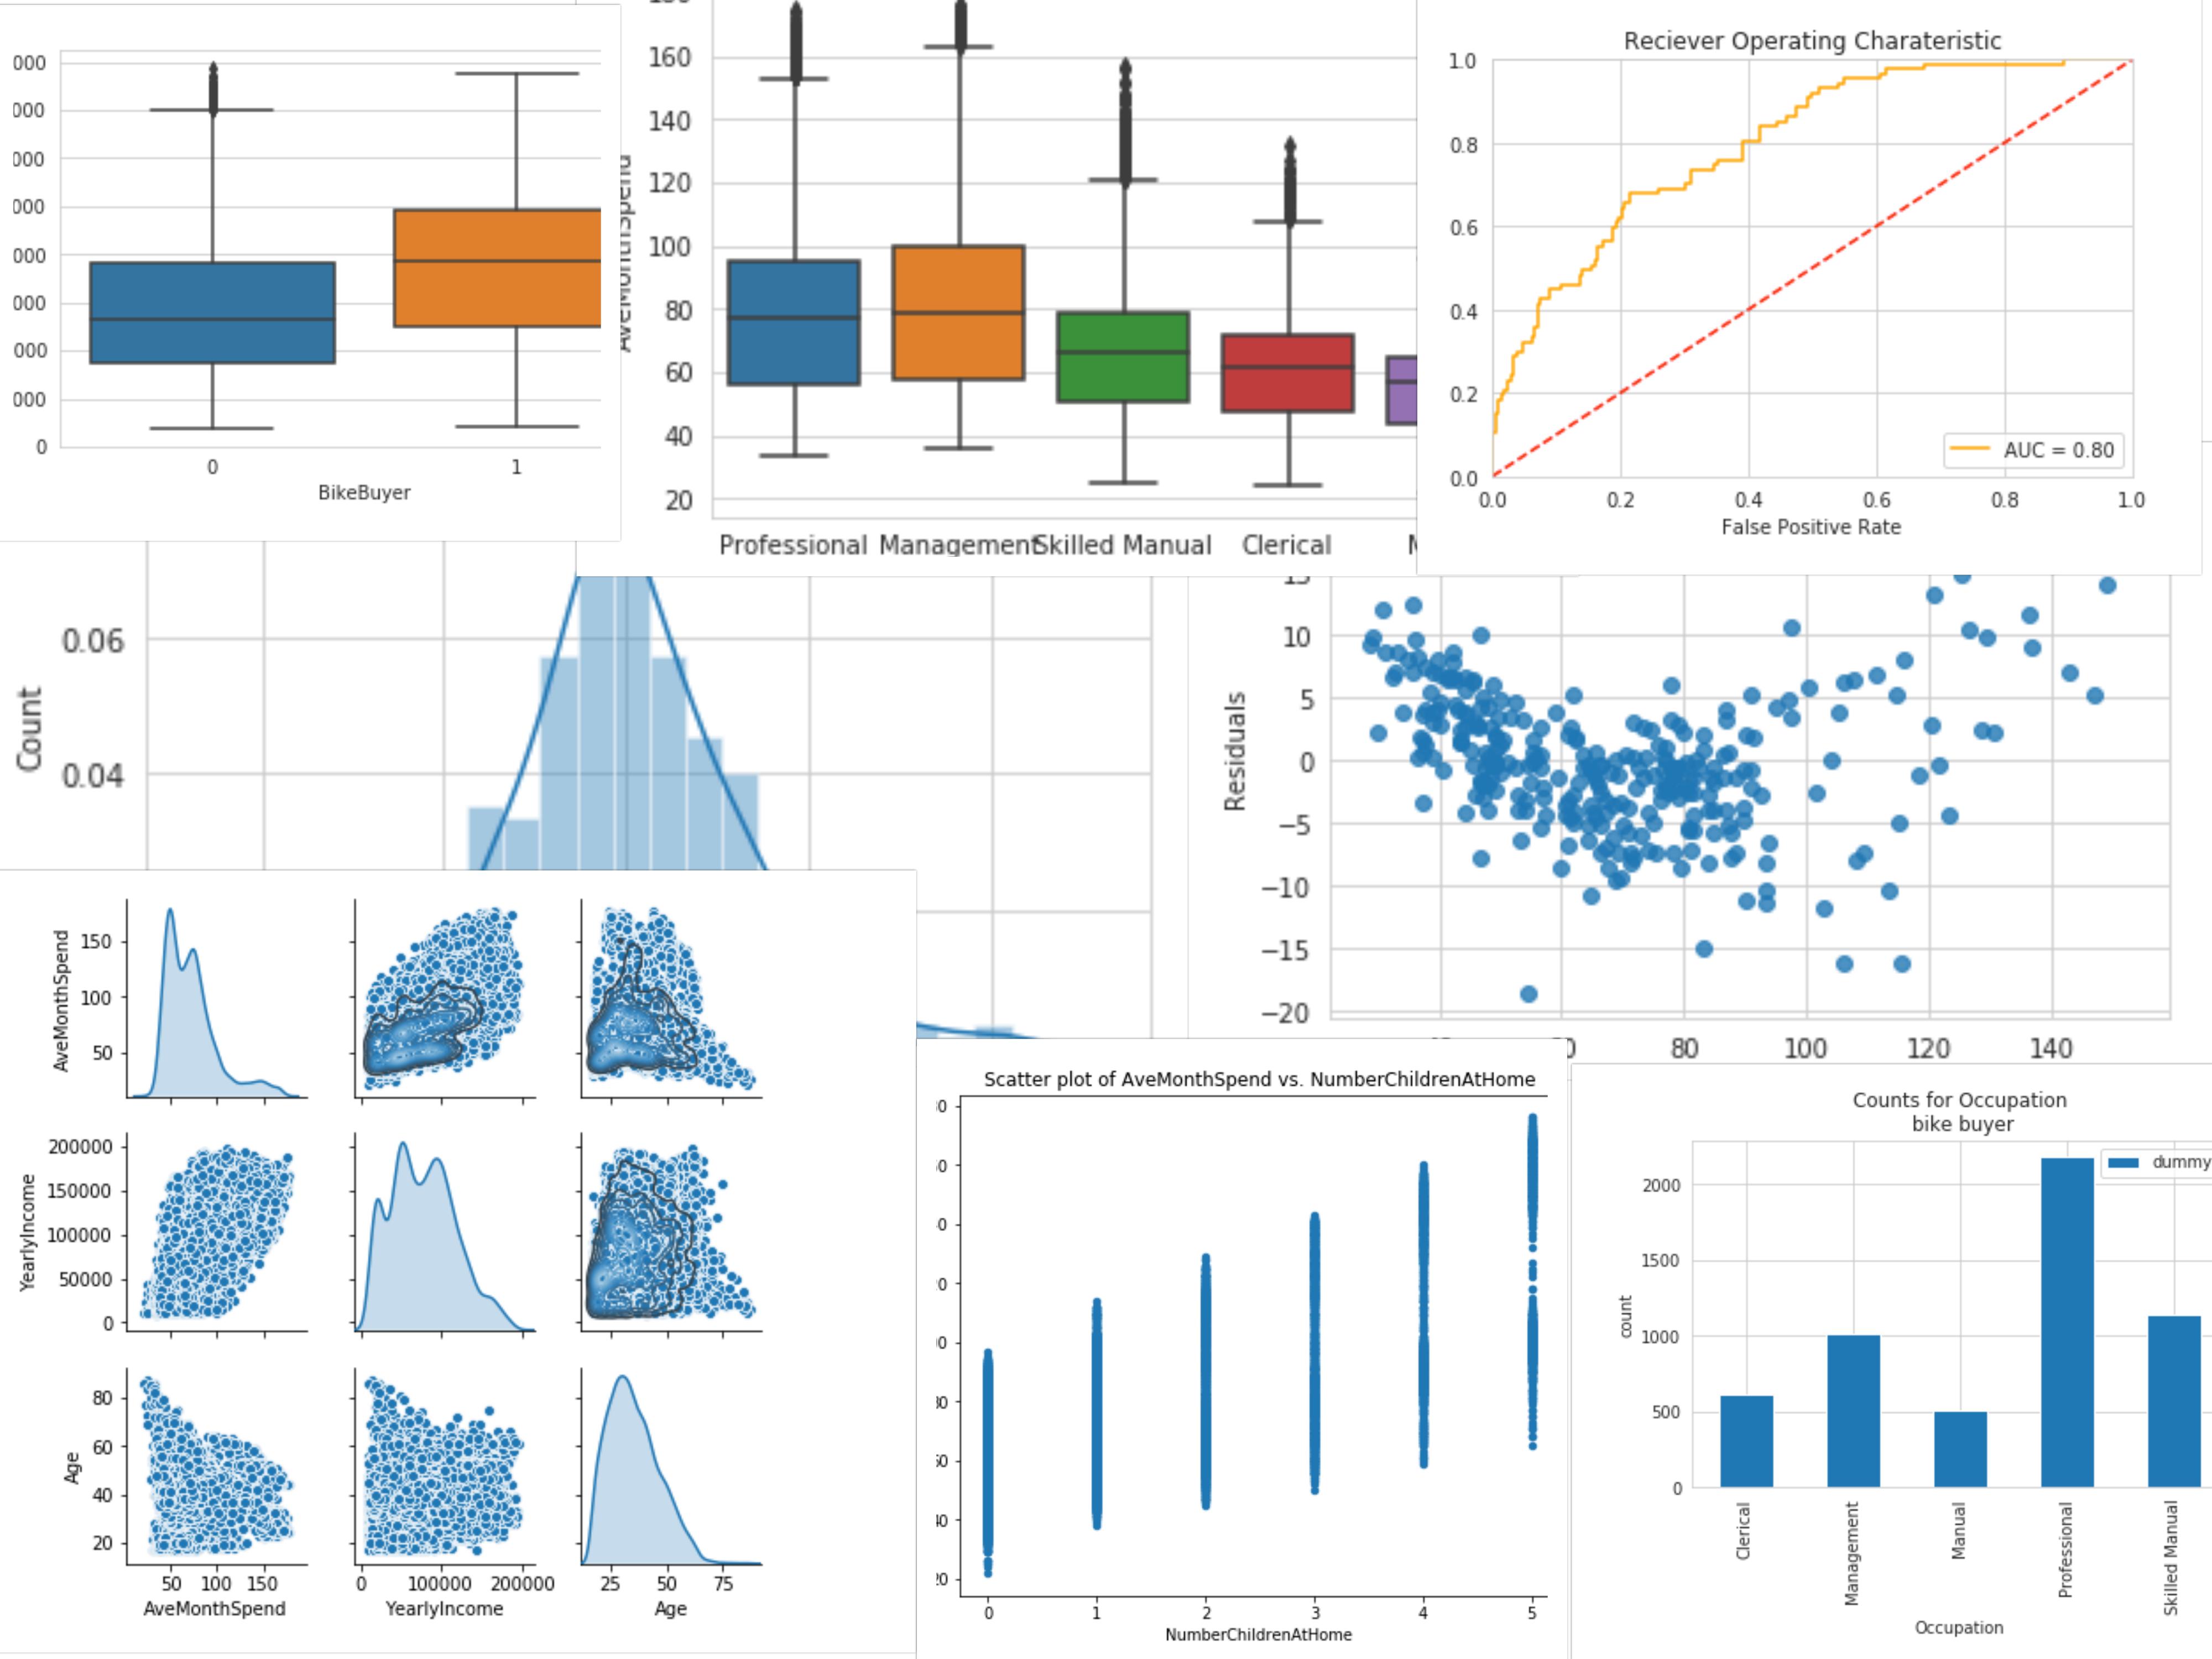 000
000
000
000
000
000
000
000
0
0 1
BikeBuyer
160
140
120
100
80
60
40
20
Professional Management Skilled Manual Clerical M
Reciever Operating Charateristic
1.0
0.8
0.6
0.4
0.2
0.0
AUC = 0.80
0.0 0.2 0.4 0.6 0.8 1.0
False Positive Rate
Count
0.06
0.04
Residuals
10
5
0
−5
−10
−15
−20
80 100 120 140
AveMonthSpend
150
100
50
YearlyIncome
200000
150000
100000
50000
0
Age
80
60
40
20
50 100 150
0 100000 200000
25 50 75
AveMonthSpend YearlyIncome Age
Scatter plot of AveMonthSpend vs. NumberChildrenAtHome
0 1 2 3 4 5
NumberChildrenAtHome
Counts for Occupation
bike buyer
dummy
count
2000
1500
1000
500
0
Clerical
Management
Manual
Professional
Skilled Manual
Occupation